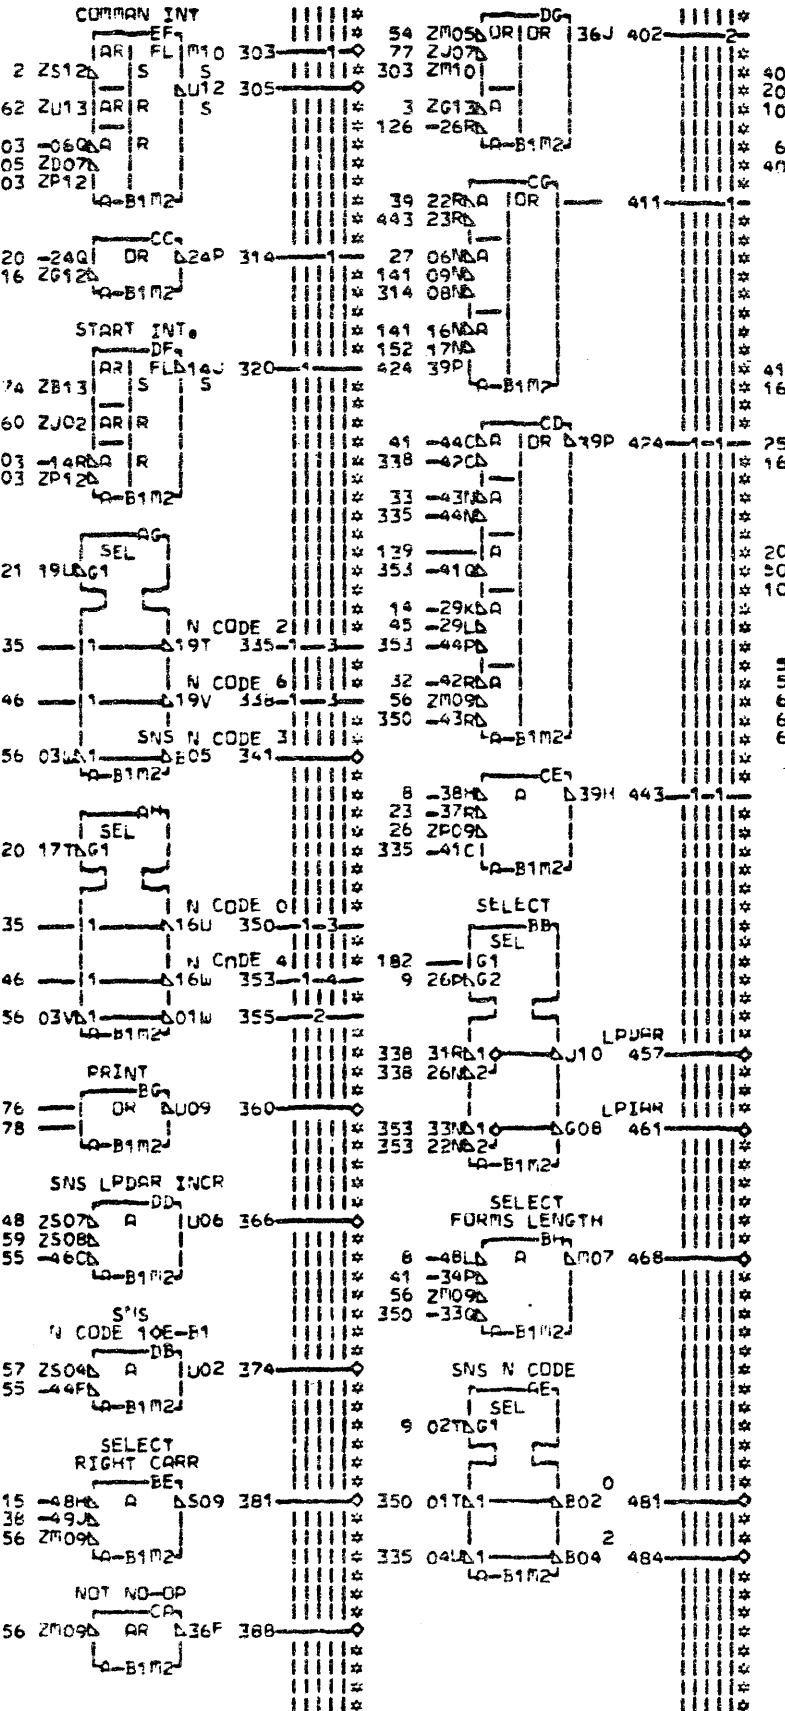 COMMAN INT
EF
AR FL M10 303 1
2 ZS12 S S
U12 305
62 ZU13 AR R S
03 -06Q A R
05 ZD07
03 ZP12
A-B1M2
CC
20 -24Q OR 24P 314 1
16 ZG12
A-B1M2
START INT.
DF
AR FL 14J 320 1
74 ZB13 S S
60 ZJ02 AR R
03 -14R A R
03 ZP12
A-B1M2
AG
SEL
21 19U G1
N CODE 2
35 1 19T 335-1-3
N CODE 6
46 1 19V 338-1-3
SNS N CODE 3
56 03W 1 B05 341
A-B1M2
AH
SEL
20 17T G1
N CODE 0
35 1 16U 350-1-3
N CODE 4
46 1 16W 353-1-4
56 03V 1 01W 355 2
A-B1M2
PRINT
BG
76 OR U09 360
78
A-B1M2
SNS LPDAR INCR
DD
48 ZS07 A U06 366
59 ZS08
55 -46C
A-B1M2
SNS
N CODE 1OE-B1
DB
57 ZS04 A U02 374
55 -44F
A-B1M2
SELECT
RIGHT CARR
BE
15 -48H A S09 381
38 -49J
56 ZM09
A-B1M2
NOT NO-OP
CA
56 ZM09 AR 36F 388
A-B1M2
DG
54 ZM05 OR OR 36J 402 2
77 ZJ07
303 ZM10
3 ZG13 A
126 -26R
A-B1M2
CG
39 22R A OR 411 1
443 23R
27 06N A
141 09N
314 08N
141 16N A
152 17N
424 39P
A-B1M2
CD
41 -44C A OR 39P 424-1-1
338 -42C
33 -43N A
335 -44N
139 A
353 -41Q
14 -29K A
45 -29L
353 -44P
32 -42R A
56 ZM09
350 -43R
A-B1M2
CE
8 -38H A 39H 443-1-1
23 -37R
26 ZP09
335 -41C
A-B1M2
SELECT
BB
SEL
182 G1
9 26P G2
LPDAR
338 31R 1 J10 457
338 26N 2
LPIAR
353 33N 1 G08 461
353 22N 2
A-B1M2
SELECT
FORMS LENGTH
BH
8 -48L A M07 468
41 -34P
56 ZM09
350 -33Q
A-B1M2
SNS N CODE
AE
SEL
9 02T G1
0
350 01T 1 B02 481
2
335 04U 1 B04 484
A-B1M2